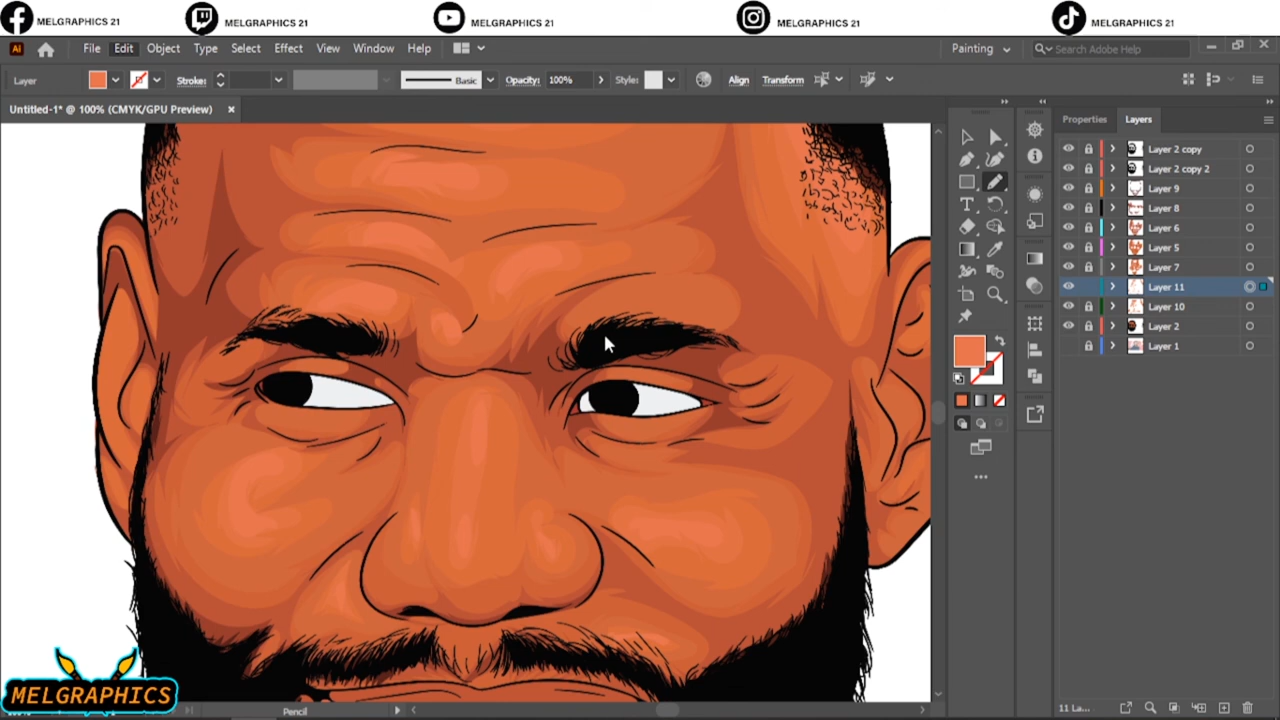 MELGRAPHICS 21 MELGRAPHICS 21 MELGRAPHICS 21 MELGRAPHICS 21 MELGRAPHICS 21
Ai File Edit Object Type Select Effect View Window Help Painting Search Adobe Help
Layer Stroke: Basic Opacity: 100% Style: Align Transform
Untitled-1* @ 100% (CMYK/GPU Preview)
Properties Layers
Layer 2 copy
Layer 2 copy 2
Layer 9
Layer 8
Layer 6
Layer 5
Layer 7
Layer 11
Layer 10
Layer 2
Layer 1
MELGRAPHICS
Pencil
11 La...